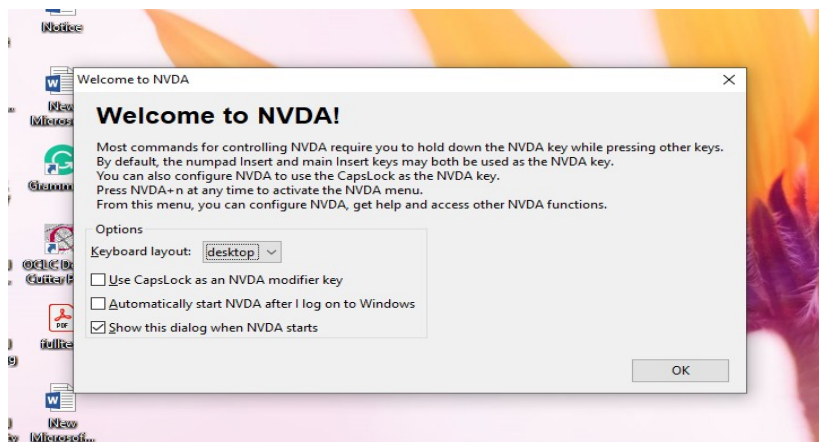 Notice
Welcome to NVDA
New
Welcome to NVDA!
Most commands for controlling NVDA require you to hold down the NVDA key while pressing other keys.
By default, the numpad Insert and main Insert keys may both be used as the NVDA key.
You can also configure NVDA to use the CapsLock as the NVDA key.
Press NVDA+n at any time to activate the NVDA menu.
From this menu, you can configure NVDA, get help and access other NVDA functions.
Options
Keyboard layout: desktop
Use CapsLock as an NVDA modifier key
Automatically start NVDA after I log on to Windows
Show this dialog when NVDA starts
OK
PDF
New
Microsof...